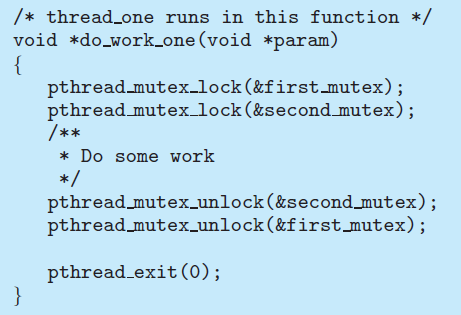 /* thread_one runs in this function */
void *do_work_one(void *param)
{
pthread_mutex_lock(&first_mutex);
pthread_mutex_lock(&second_mutex);
/**
* Do some work
*/
pthread_mutex_unlock(&second_mutex);
pthread_mutex_unlock(&first_mutex);
pthread_exit(0);
}